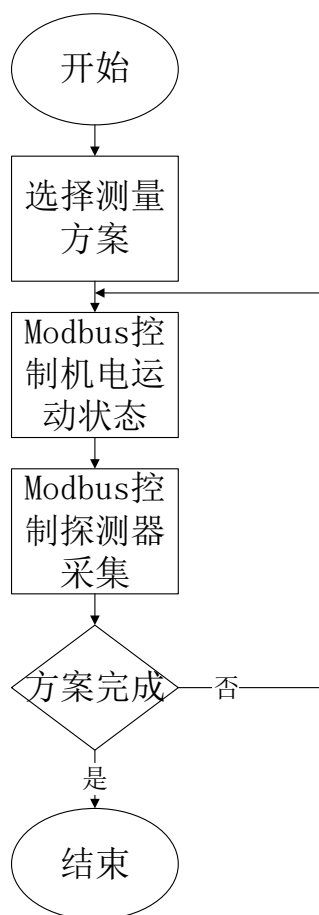 开始
选择测量
方案
Modbus控
制机电运
动状态
Modbus控
制探测器
采集
方案完成
否
是
结束